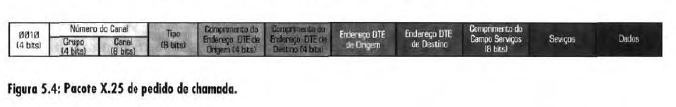 0010
(4 bits)
Número do Canal
Grupo
(4 bits)
Canal
(8 bits)
Tipo
(8 bits)
Comprimento do
Endereço DTE de
Origem (4 bits)
Comprimento do
Endereço DTE de
Destino (4 bits)
Endereço DTE
de Origem
Endereço DTE
de Destino
Comprimento do
Campo Serviços
(8 bits)
Serviços
Dados
Figura 5.4: Pacote X.25 de pedido de chamada.